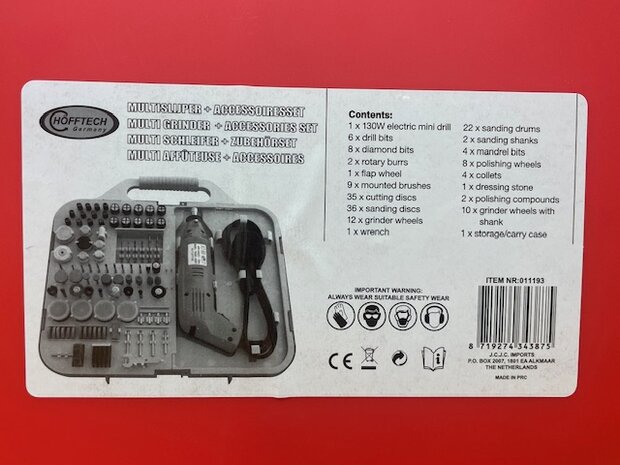 CHOFFTECH
Germany
MULTISLIJPER + ACCESSOIRESSET
MULTI GRINDER + ACCESSORIES SET
MULTI SCHLEIFER + ZUBEHÖRSET
MULTI AFFÛTEUSE + ACCESSOIRES
Contents:
1 x 130W electric mini drill
6 x drill bits
8 x diamond bits
2 x rotary burrs
1 x flap wheel
9 x mounted brushes
35 x cutting discs
36 x sanding discs
12 x grinder wheels
1 x wrench
22 x sanding drums
2 x sanding shanks
4 x mandrel bits
8 x polishing wheels
4 x collets
1 x dressing stone
2 x polishing compounds
10 x grinder wheels with
shank
1 x storage/carry case
IMPORTANT WARNING:
ALWAYS WEAR SUITABLE SAFETY WEAR
CE
ITEM NR:011193
8 719274 343875
J.C.J.C. IMPORTS
P.O. BOX 2007, 1801 EA ALKMAAR
THE NETHERLANDS
MADE IN PRC